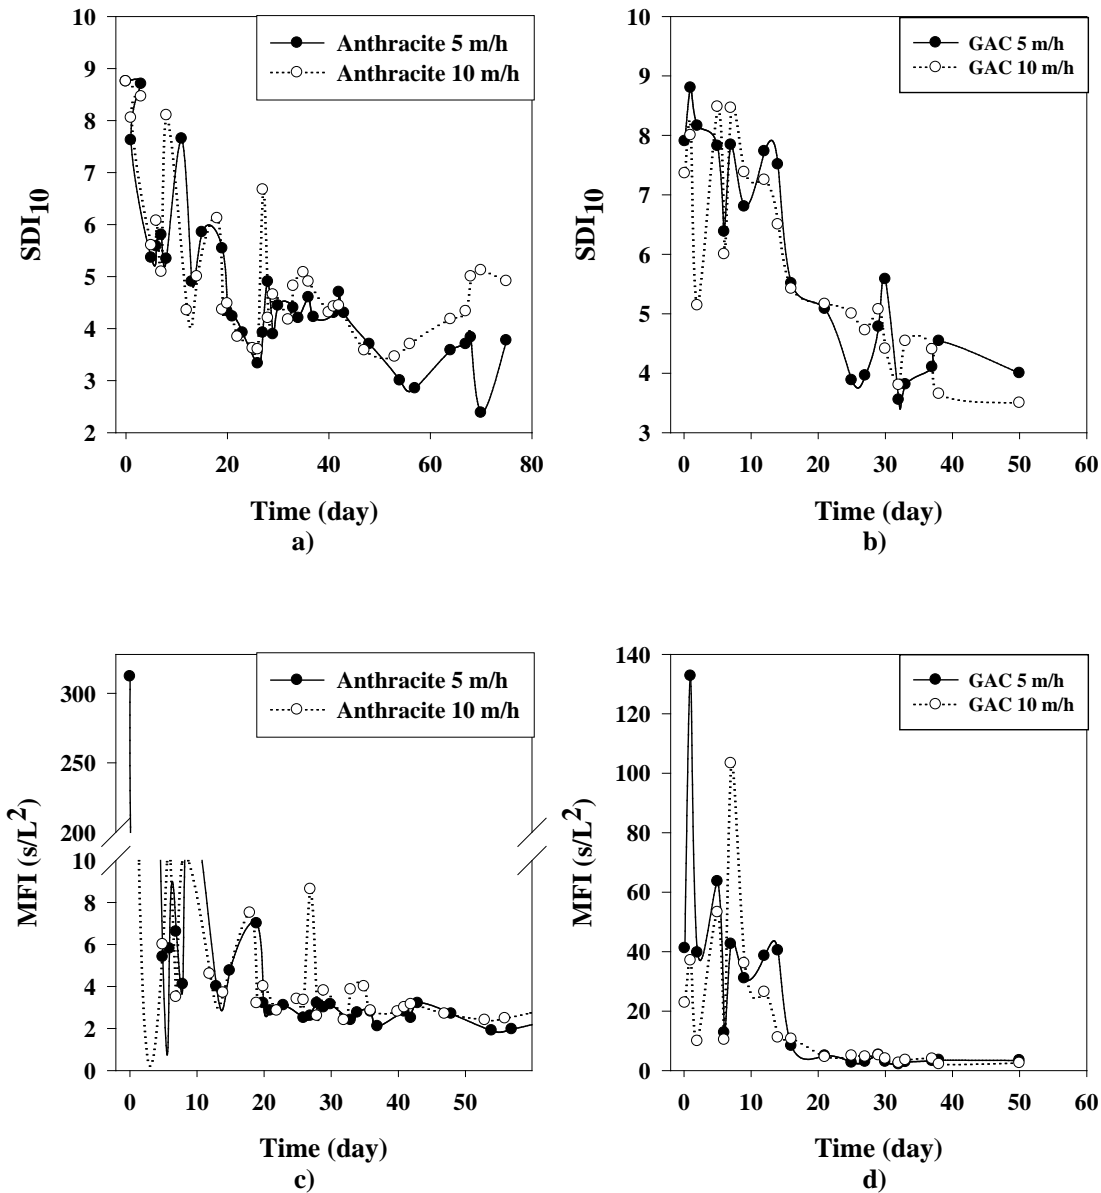 10
9
8
7
6
5
4
3
2
SDI10
0 20 40 60 80
Time (day)
a)
Anthracite 5 m/h
Anthracite 10 m/h
10
9
8
7
6
5
4
3
SDI10
0 10 20 30 40 50 60
Time (day)
b)
GAC 5 m/h
GAC 10 m/h
300
250
200
10
8
6
4
2
0
MFI (s/L2)
0 10 20 30 40 50
Time (day)
c)
Anthracite 5 m/h
Anthracite 10 m/h
140
120
100
80
60
40
20
0
MFI (s/L2)
0 10 20 30 40 50 60
Time (day)
d)
GAC 5 m/h
GAC 10 m/h